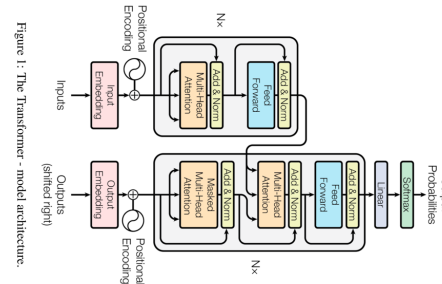 Probabilities
Softmax
Linear
Add & Norm
Feed
Forward
Add & Norm
Multi-Head
Attention
Add & Norm
Masked
Multi-Head
Attention
Nx
Positional
Encoding
Output
Embedding
Outputs
(shifted right)
Add & Norm
Feed
Forward
Add & Norm
Multi-Head
Attention
Nx
Positional
Encoding
Input
Embedding
Inputs
Figure 1: The Transformer - model architecture.